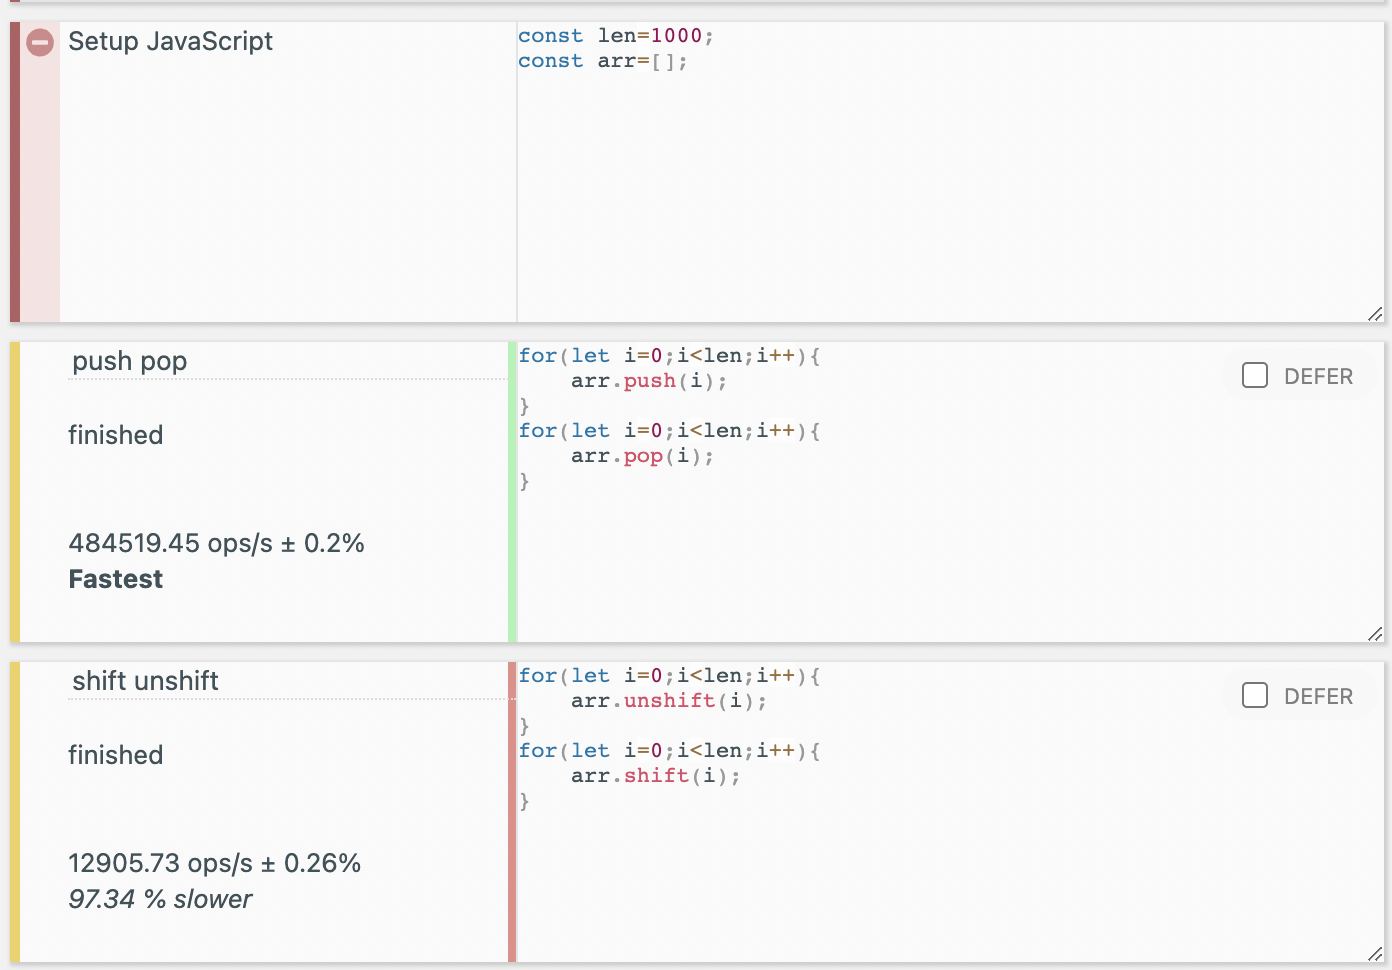 Setup JavaScript
const len=1000;
const arr=[];
push pop
finished
484519.45 ops/s ± 0.2%
Fastest
for(let i=0;i<len;i++){
    arr.push(i);
}
for(let i=0;i<len;i++){
    arr.pop(i);
}
DEFER
shift unshift
finished
12905.73 ops/s ± 0.26%
97.34 % slower
for(let i=0;i<len;i++){
    arr.unshift(i);
}
for(let i=0;i<len;i++){
    arr.shift(i);
}
DEFER